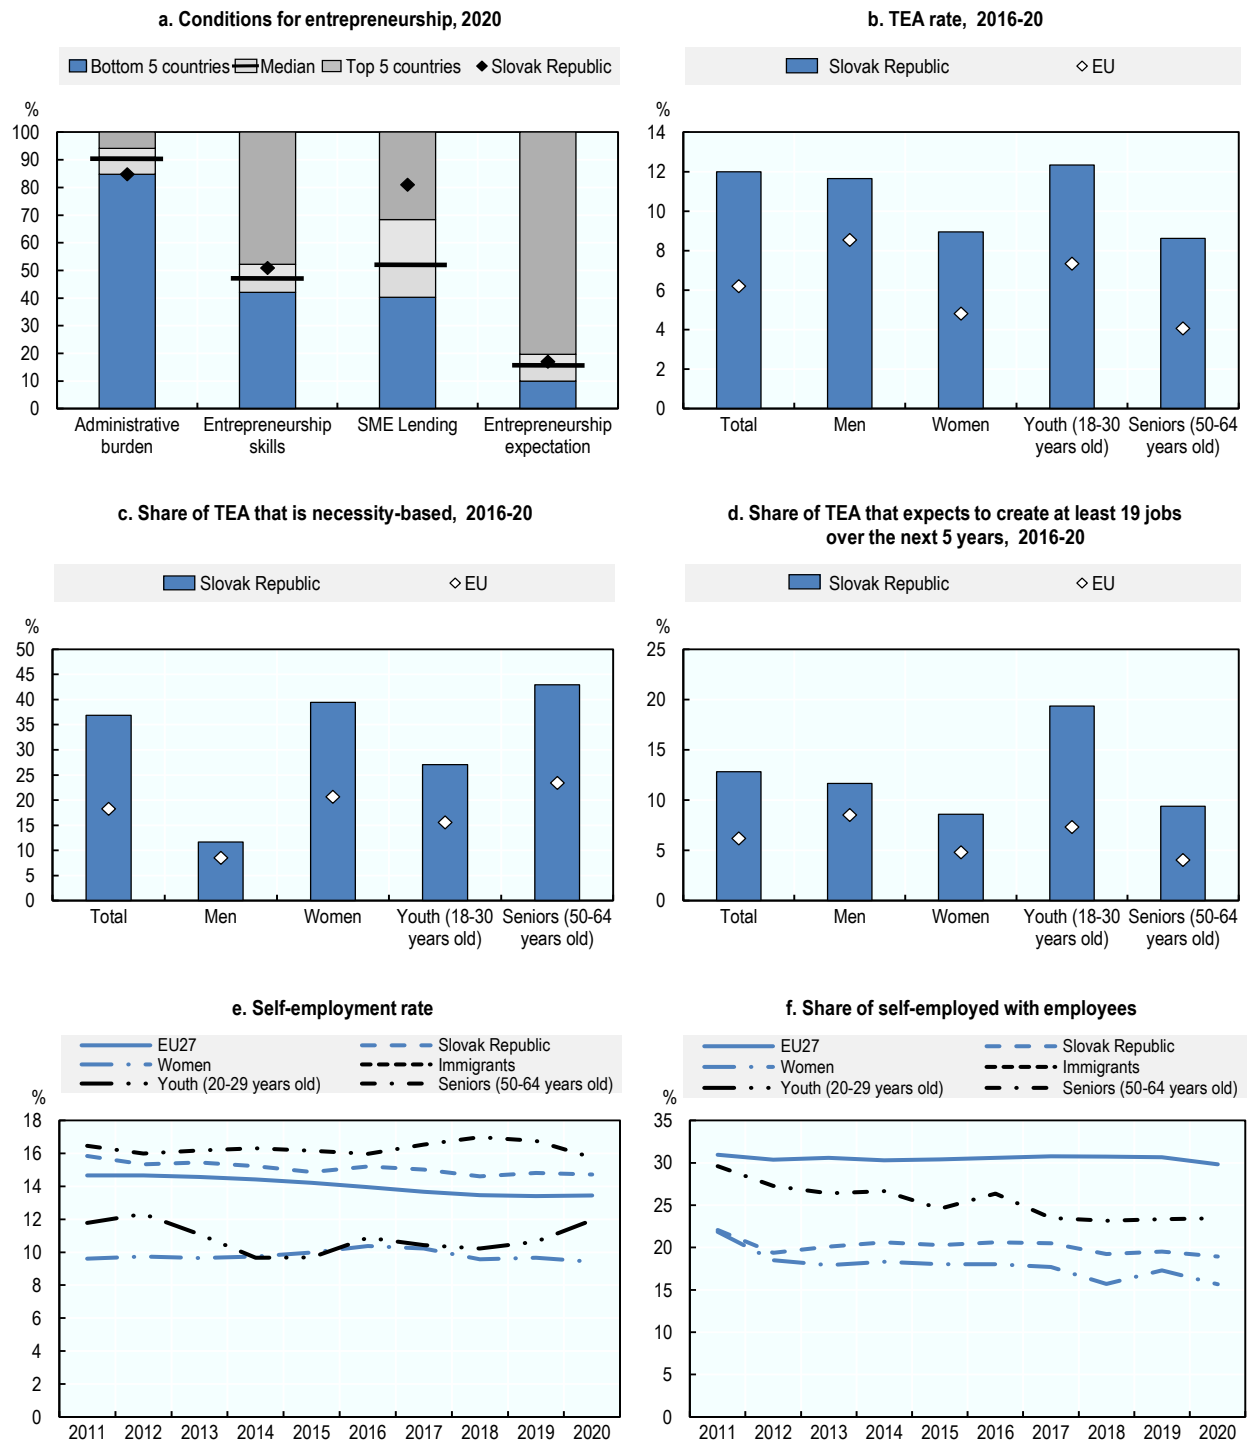 a. Conditions for entrepreneurship, 2020
Bottom 5 countries Median Top 5 countries Slovak Republic
%
100
90
80
70
60
50
40
30
20
10
0
Administrative burden
Entrepreneurship skills
SME Lending
Entrepreneurship expectation
b. TEA rate, 2016-20
Slovak Republic EU
%
14
12
10
8
6
4
2
0
Total
Men
Women
Youth (18-30 years old)
Seniors (50-64 years old)
c. Share of TEA that is necessity-based, 2016-20
Slovak Republic EU
%
50
45
40
35
30
25
20
15
10
5
0
Total
Men
Women
Youth (18-30 years old)
Seniors (50-64 years old)
d. Share of TEA that expects to create at least 19 jobs
over the next 5 years, 2016-20
Slovak Republic EU
%
25
20
15
10
5
0
Total
Men
Women
Youth (18-30 years old)
Seniors (50-64 years old)
e. Self-employment rate
EU27 Slovak Republic
Women Immigrants
Youth (20-29 years old) Seniors (50-64 years old)
%
18
16
14
12
10
8
6
4
2
0
2011 2012 2013 2014 2015 2016 2017 2018 2019 2020
f. Share of self-employed with employees
EU27 Slovak Republic
Women Immigrants
Youth (20-29 years old) Seniors (50-64 years old)
%
35
30
25
20
15
10
5
0
2011 2012 2013 2014 2015 2016 2017 2018 2019 2020